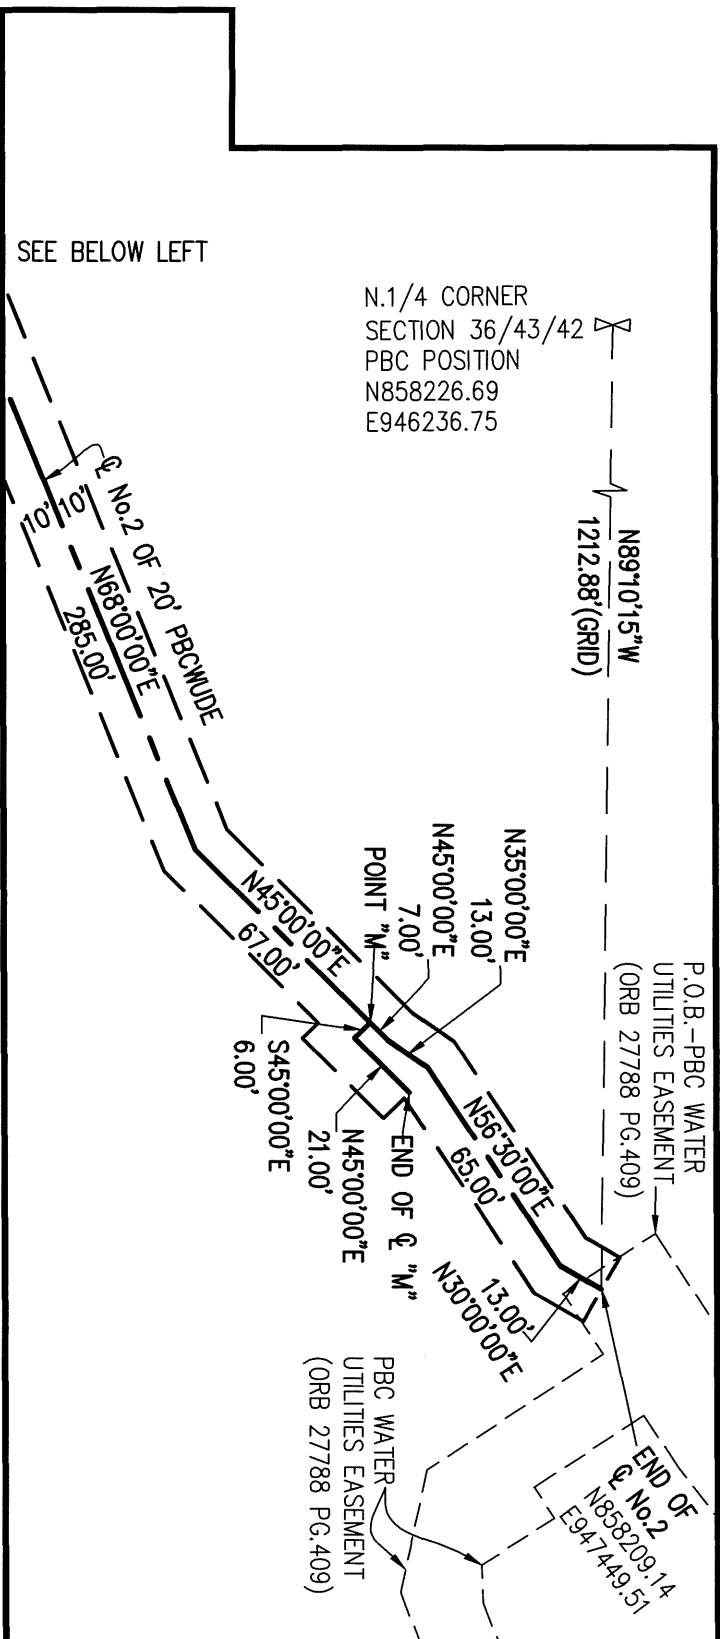 SEE BELOW LEFT
N.1/4 CORNER
SECTION 36/43/42
PBC POSITION
N858226.69
E946236.75
N89°10'15"W
1212.88'(GRID)
℄ No.2 OF 20' PBCWUDE
10'
10'
N68°00'00"E
285.00'
N45°00'00"E
67.00'
POINT "M"
N45°00'00"E
7.00'
N35°00'00"E
13.00'
S45°00'00"E
6.00'
N45°00'00"E
21.00'
END OF ℄ "M"
N56°30'00"E
65.00'
13.00'
N30°00'00"E
P.O.B.-PBC WATER
UTILITIES EASEMENT
(ORB 27788 PG.409)
END OF
℄ No.2
N858209.14
E947449.51
PBC WATER
UTILITIES EASEMENT
(ORB 27788 PG.409)